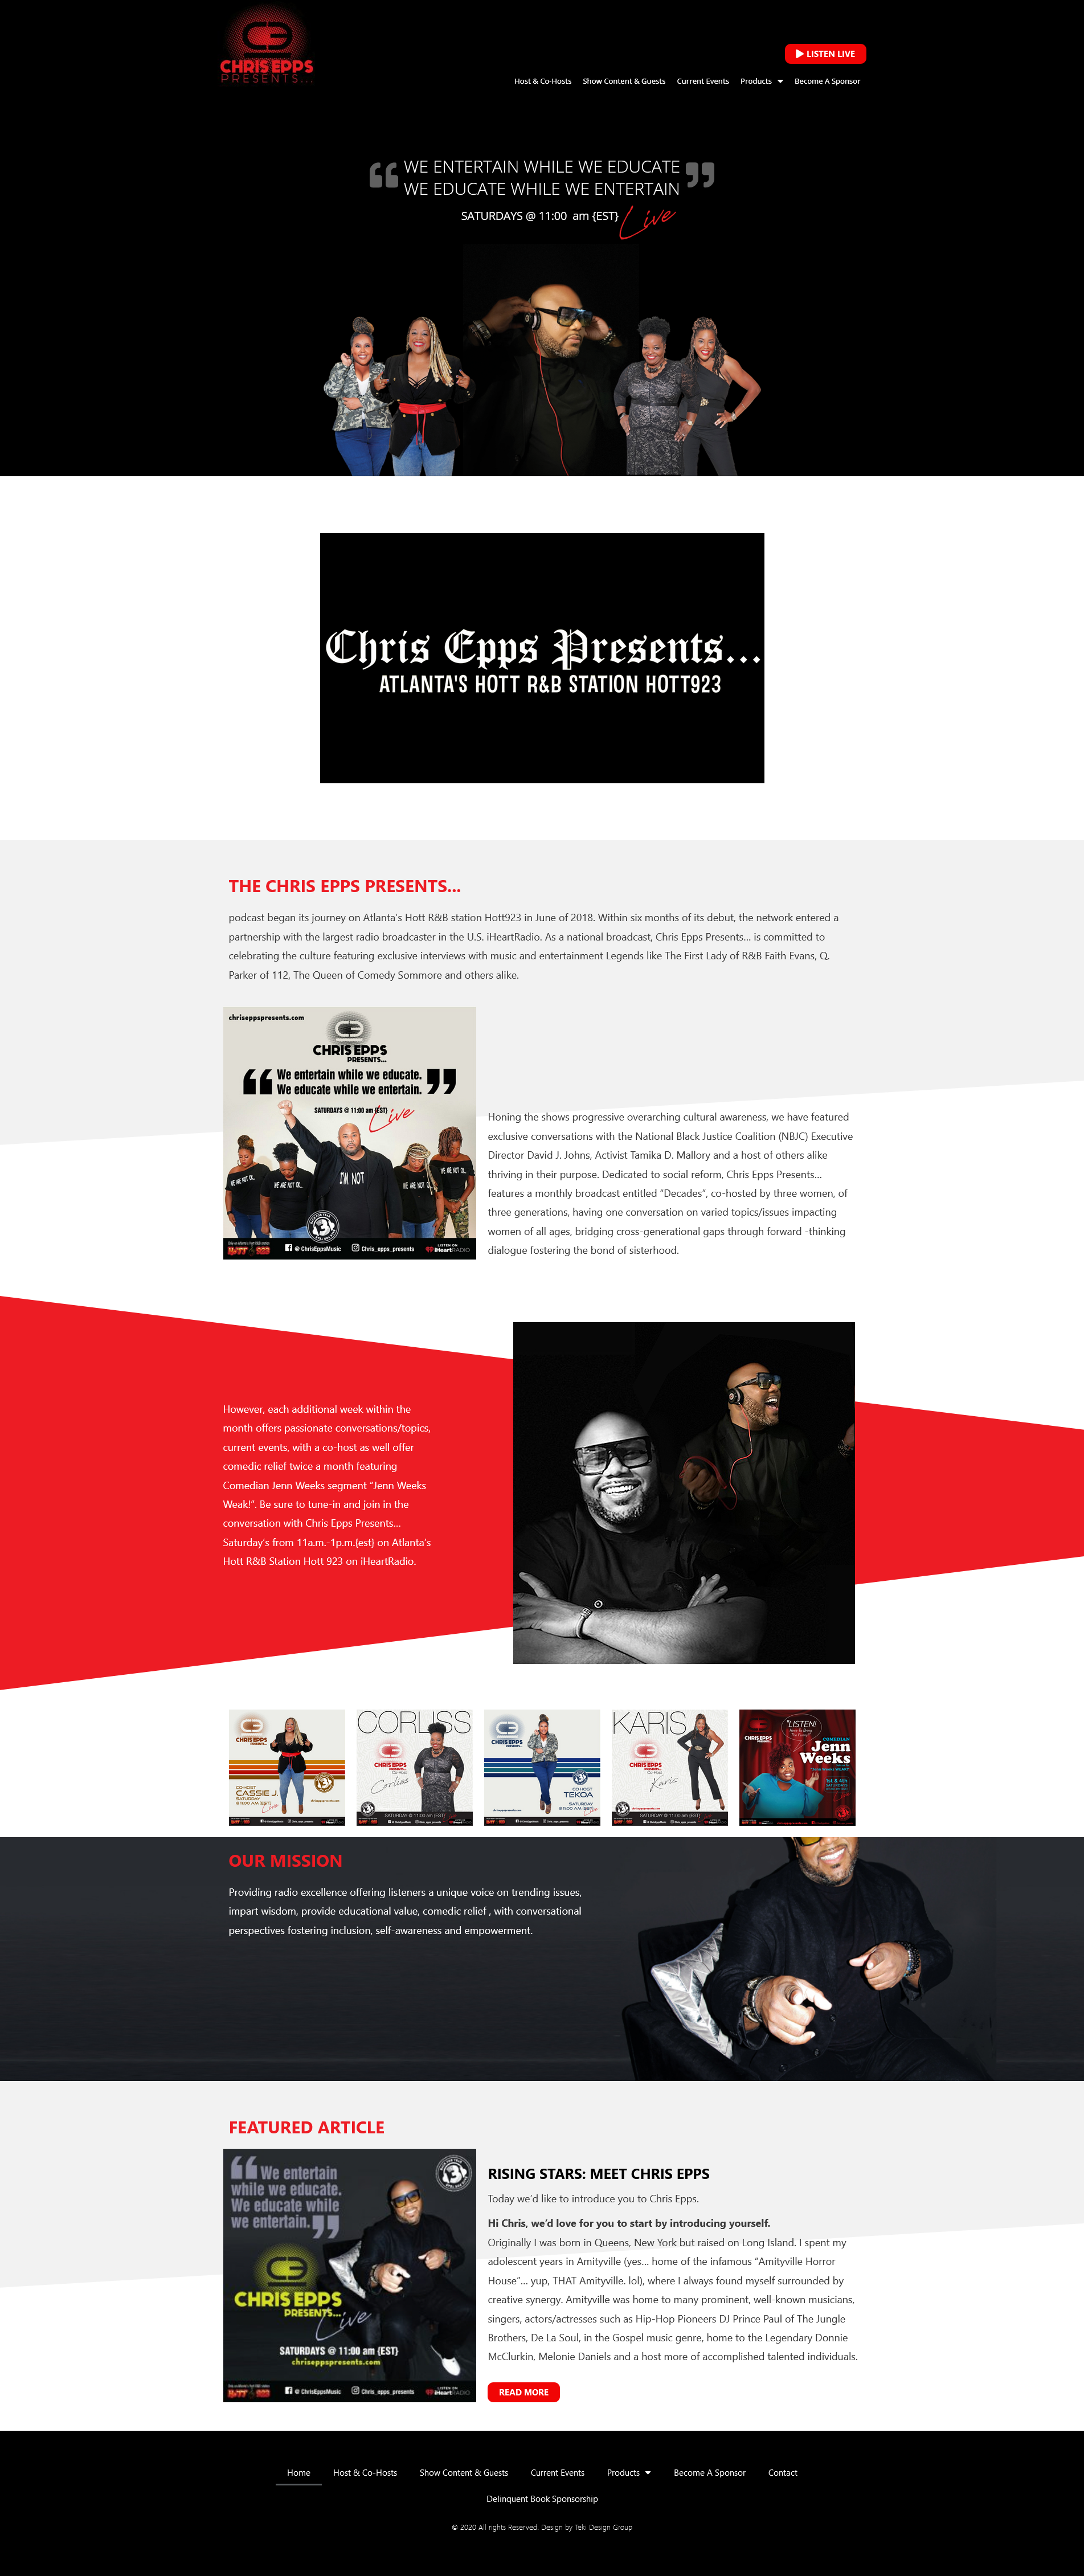 CHRIS EPPS
PRESENTS...
LISTEN LIVE
Host & Co-Hosts Show Content & Guests Current Events Products Become A Sponsor
“ WE ENTERTAIN WHILE WE EDUCATE ”
WE EDUCATE WHILE WE ENTERTAIN
SATURDAYS @ 11:00 am {EST} Live
Chris Epps Presents...
ATLANTA'S HOTT R&B STATION HOTT923
THE CHRIS EPPS PRESENTS...
podcast began its journey on Atlanta's Hott R&B station Hott923 in June of 2018. Within six months of its debut, the network entered a
partnership with the largest radio broadcaster in the U.S. iHeartRadio. As a national broadcast, Chris Epps Presents... is committed to
celebrating the culture featuring exclusive interviews with music and entertainment Legends like The First Lady of R&B Faith Evans, Q.
Parker of 112, The Queen of Comedy Sommore and others alike.
chriseppspresents.com
CHRIS EPPS
PRESENTS...
“ We entertain while we educate. ”
We educate while we entertain.
SATURDAYS @ 11:00 am {EST} Live
WE ARE NOT OK...
WE ARE NOT OK...
I'M NOT
WE ARE NOT OK...
WE ARE NOT OK...
@ ChrisEppsMusic Chris_epps_presents LISTEN ON
iHeartRADIO
Honing the shows progressive overarching cultural awareness, we have featured
exclusive conversations with the National Black Justice Coalition (NBJC) Executive
Director David J. Johns, Activist Tamika D. Mallory and a host of others alike
thriving in their purpose. Dedicated to social reform, Chris Epps Presents...
features a monthly broadcast entitled “Decades”, co-hosted by three women, of
three generations, having one conversation on varied topics/issues impacting
women of all ages, bridging cross-generational gaps through forward -thinking
dialogue fostering the bond of sisterhood.
However, each additional week within the
month offers passionate conversations/topics,
current events, with a co-host as well offer
comedic relief twice a month featuring
Comedian Jenn Weeks segment “Jenn Weeks
Weak!”. Be sure to tune-in and join in the
conversation with Chris Epps Presents...
Saturday's from 11a.m.-1p.m.{est} on Atlanta's
Hott R&B Station Hott 923 on iHeartRadio.
CHRIS EPPS
PRESENTS...
CO-HOST
CASSIE J.
SATURDAY
@ 11:00 AM {EST}
Live
CORLISS
CHRIS EPPS
PRESENTS...
Co-Host
Corliss
SATURDAY @ 11:00 am {EST}
CHRIS EPPS
PRESENTS...
CO-HOST
TEKOA
SATURDAY
@ 11:00 AM {EST}
Live
KARIS
CHRIS EPPS
PRESENTS...
Co-Host
Karis
SATURDAY @ 11:00 am {EST}
"LISTEN!
CHRIS EPPS
PRESENTS...
COMEDIAN
Jenn
Weeks
1st & 4th
OUR MISSION
Providing radio excellence offering listeners a unique voice on trending issues,
impart wisdom, provide educational value, comedic relief , with conversational
perspectives fostering inclusion, self-awareness and empowerment.
FEATURED ARTICLE
“We entertain
while we educate.
We educate while
we entertain.”
CHRIS EPPS
PRESENTS...
Live
SATURDAYS @ 11:00 am {EST}
chriseppspresents.com
@ ChrisEppsMusic Chris_epps_presents LISTEN ON
iHeartRADIO
RISING STARS: MEET CHRIS EPPS
Today we'd like to introduce you to Chris Epps.
Hi Chris, we'd love for you to start by introducing yourself.
Originally I was born in Queens, New York but raised on Long Island. I spent my
adolescent years in Amityville (yes... home of the infamous “Amityville Horror
House”... yup, THAT Amityville. lol), where I always found myself surrounded by
creative synergy. Amityville was home to many prominent, well-known musicians,
singers, actors/actresses such as Hip-Hop Pioneers DJ Prince Paul of The Jungle
Brothers, De La Soul, in the Gospel music genre, home to the Legendary Donnie
McClurkin, Melonie Daniels and a host more of accomplished talented individuals.
READ MORE
Home Host & Co-Hosts Show Content & Guests Current Events Products Become A Sponsor Contact
Delinquent Book Sponsorship
© 2020 All rights Reserved. Design by Teki Design Group